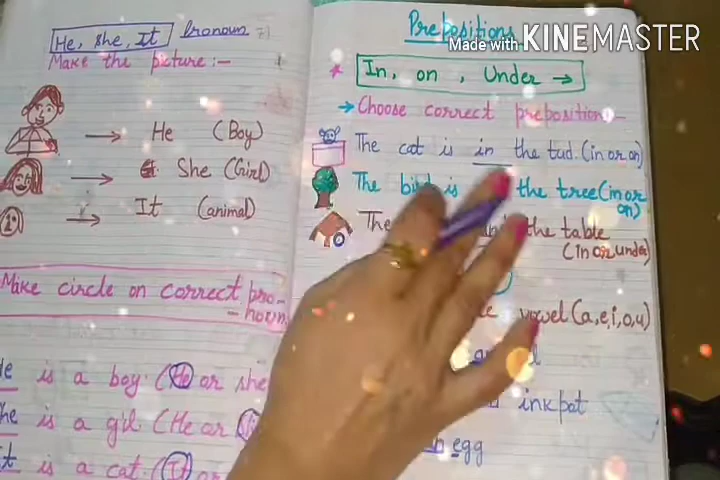 He, she, It Pronoun
Make the picture:-
He (Boy)
She (Girl)
It (animal)
Make circle on correct pro-
-noun
He is a boy. (He or she
She is a gil. (He or
It is a cat. (It or
Prepositions
Made with KINEMASTER
In, on, Under →
→ Choose correct preposition:-
The cat is in the tud. (in or on)
The bird is the tree (in or
on)
The the table
(In or under)
vowel (a,e,i,o,u)
inkpot
egg